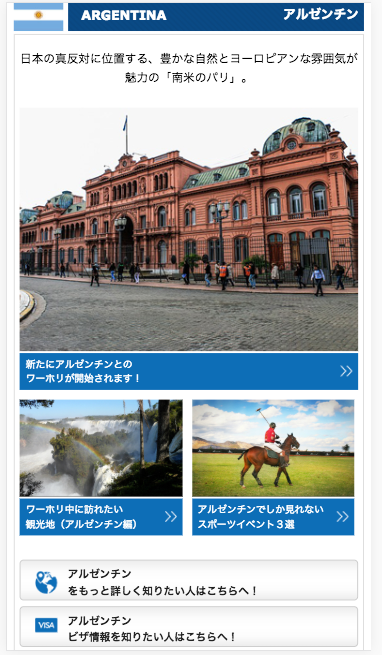 ARGENTINA アルゼンチン
日本の真反対に位置する、豊かな自然とヨーロピアンな雰囲気が
魅力の「南米のパリ」。
新たにアルゼンチンとの
ワーホリが開始されます！
ワーホリ中に訪れたい
観光地（アルゼンチン編）
アルゼンチンでしか見れない
スポーツイベント３選
アルゼンチン
をもっと詳しく知りたい人はこちらへ！
VISA
アルゼンチン
ビザ情報を知りたい人はこちらへ！